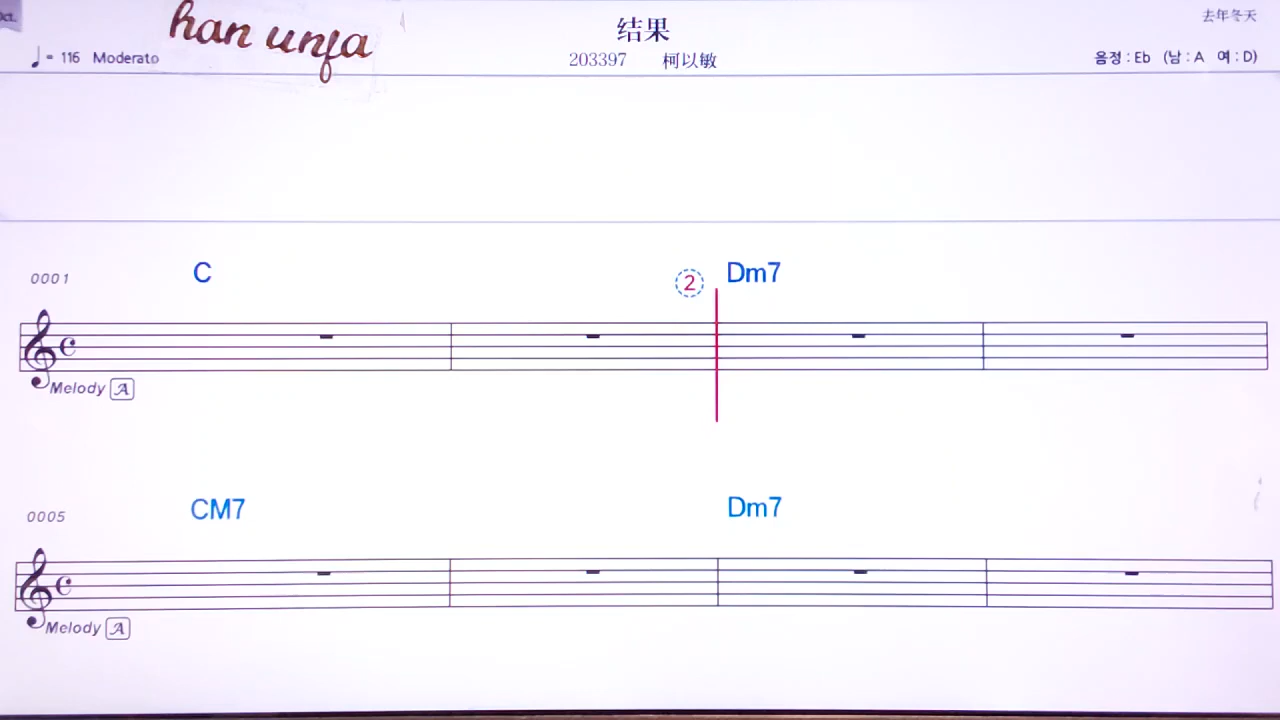 han unfa
结果
去年冬天
♩= 116 Moderato
203397 柯以敏
음정 : Eb (남 : A 여 : D)
0001 C ② Dm7
Melody A
0005 CM7 Dm7
Melody A